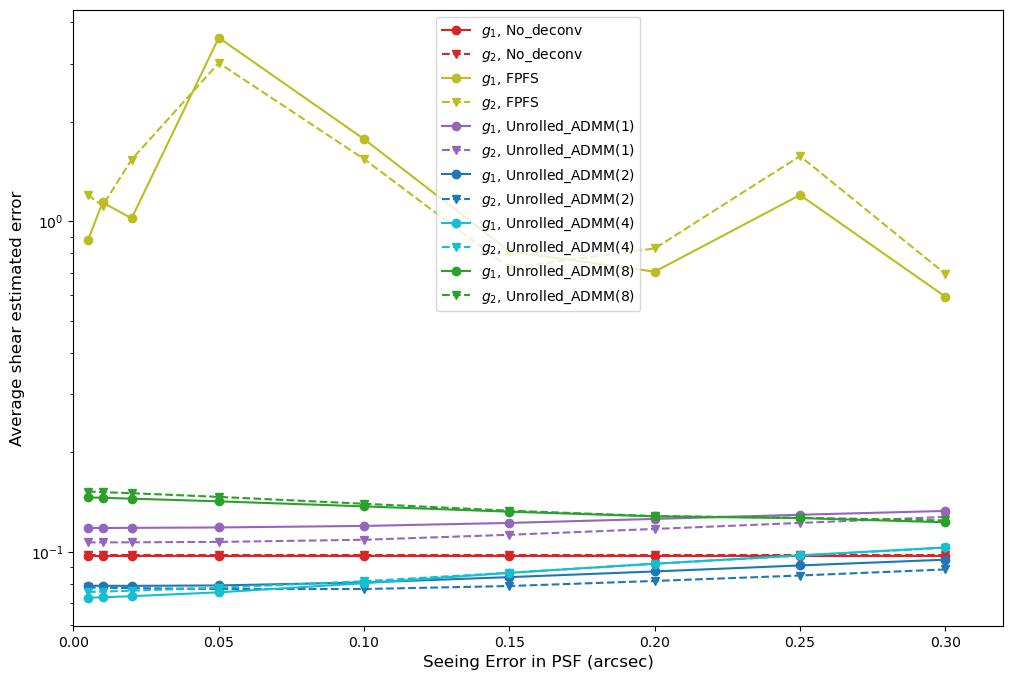 g₁, No_deconv
g₂, No_deconv
g₁, FPFS
g₂, FPFS
g₁, Unrolled_ADMM(1)
g₂, Unrolled_ADMM(1)
g₁, Unrolled_ADMM(2)
g₂, Unrolled_ADMM(2)
g₁, Unrolled_ADMM(4)
g₂, Unrolled_ADMM(4)
g₁, Unrolled_ADMM(8)
g₂, Unrolled_ADMM(8)
Average shear estimated error
10⁰
10⁻¹
0.00 0.05 0.10 0.15 0.20 0.25 0.30
Seeing Error in PSF (arcsec)